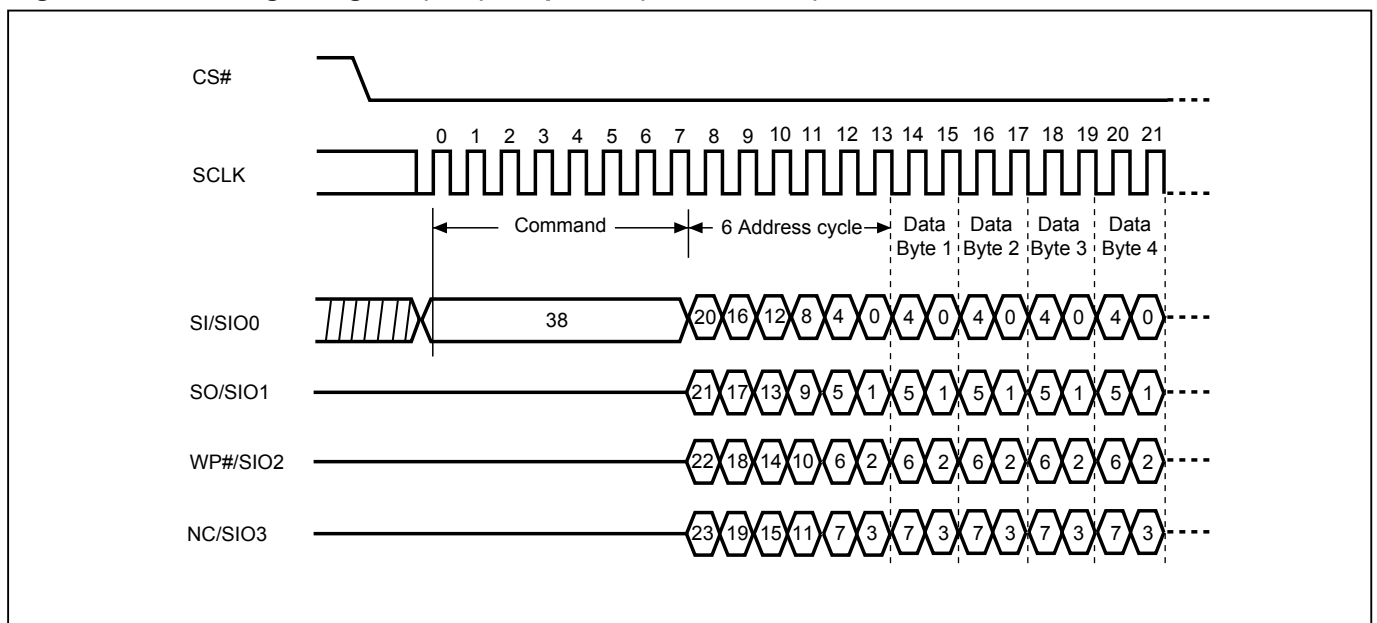 CS#
0 1 2 3 4 5 6 7 8 9 10 11 12 13 14 15 16 17 18 19 20 21
SCLK
Command 6 Address cycle Data Data Data Data
Byte 1 Byte 2 Byte 3 Byte 4
SI/SIO0 38 20 16 12 8 4 0 4 0 4 0 4 0 4 0
SO/SIO1 21 17 13 9 5 1 5 1 5 1 5 1 5 1
WP#/SIO2 22 18 14 10 6 2 6 2 6 2 6 2 6 2
NC/SIO3 23 19 15 11 7 3 7 3 7 3 7 3 7 3